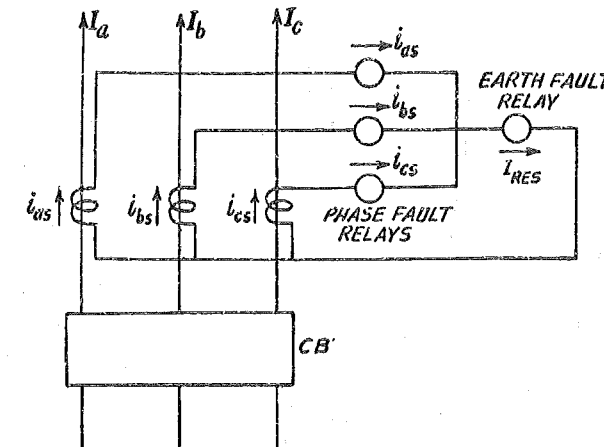 I_a I_b I_c
i_as
EARTH FAULT
RELAY
i_bs
I_RES
i_cs
i_as i_bs i_cs
PHASE FAULT
RELAYS
CB'